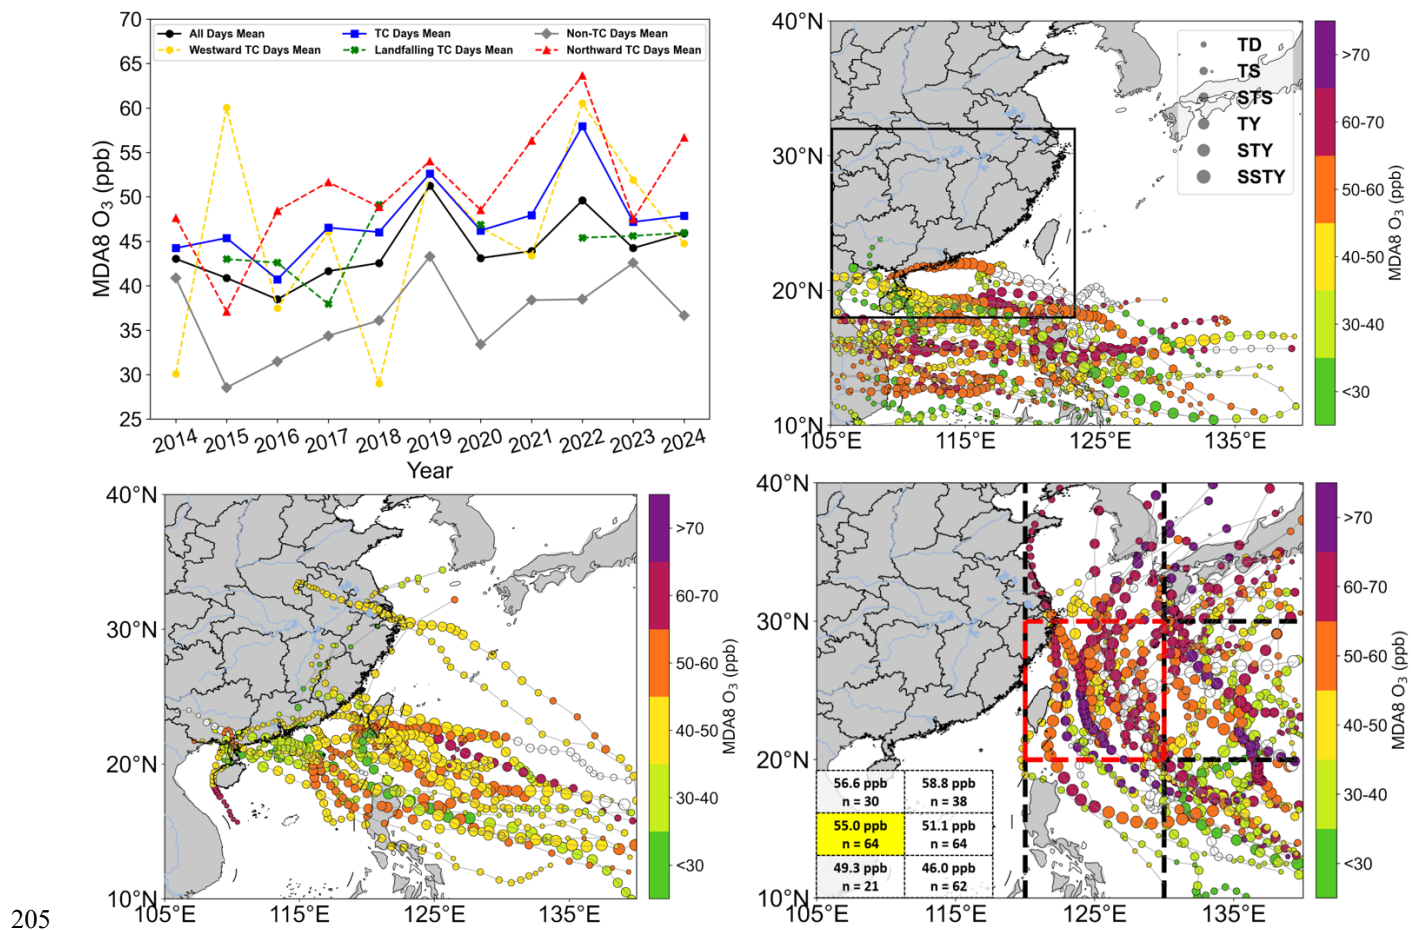 70
65
60
55
50
45
40
35
30
25
MDA8 O3 (ppb)
All Days Mean
Westward TC Days Mean
TC Days Mean
Landfalling TC Days Mean
Non-TC Days Mean
Northward TC Days Mean
2014 2015 2016 2017 2018 2019 2020 2021 2022 2023 2024
Year
40°N
30°N
20°N
10°N
105°E 115°E 125°E 135°E
TD
TS
STS
TY
STY
SSTY
>70
60-70
50-60
40-50
30-40
<30
MDA8 O3 (ppb)
40°N
30°N
20°N
10°N
105°E 115°E 125°E 135°E
>70
60-70
50-60
40-50
30-40
<30
MDA8 O3 (ppb)
40°N
30°N
20°N
10°N
105°E 115°E 125°E 135°E
56.6 ppb 58.8 ppb
n = 30 n = 38
55.0 ppb 51.1 ppb
n = 64 n = 64
49.3 ppb 46.0 ppb
n = 21 n = 62
>70
60-70
50-60
40-50
30-40
<30
MDA8 O3 (ppb)
205